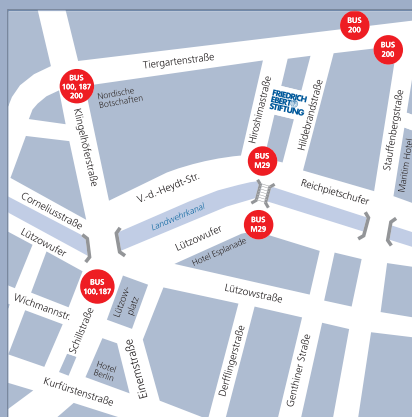 BUS
200
BUS
200
Tiergartenstraße
BUS
100, 187
200
Nordische
Botschaften
Klingelhöferstraße
Hiroshimastraße
FRIEDRICH
EBERT
STIFTUNG
Hildebrandstraße
Stauffenbergstraße
Maritim Hotel
BUS
M29
Reichpietschufer
V.-d.-Heydt-Str.
Landwehrkanal
Corneliusstraße
Lützowufer
Lützowufer
BUS
M29
Hotel Esplanade
BUS
100, 187
Lützow-
platz
Lützowstraße
Wichmannstr.
Schillstraße
Hotel
Berlin
Einemstraße
Derfflingerstraße
Genthiner Straße
Kurfürstenstraße